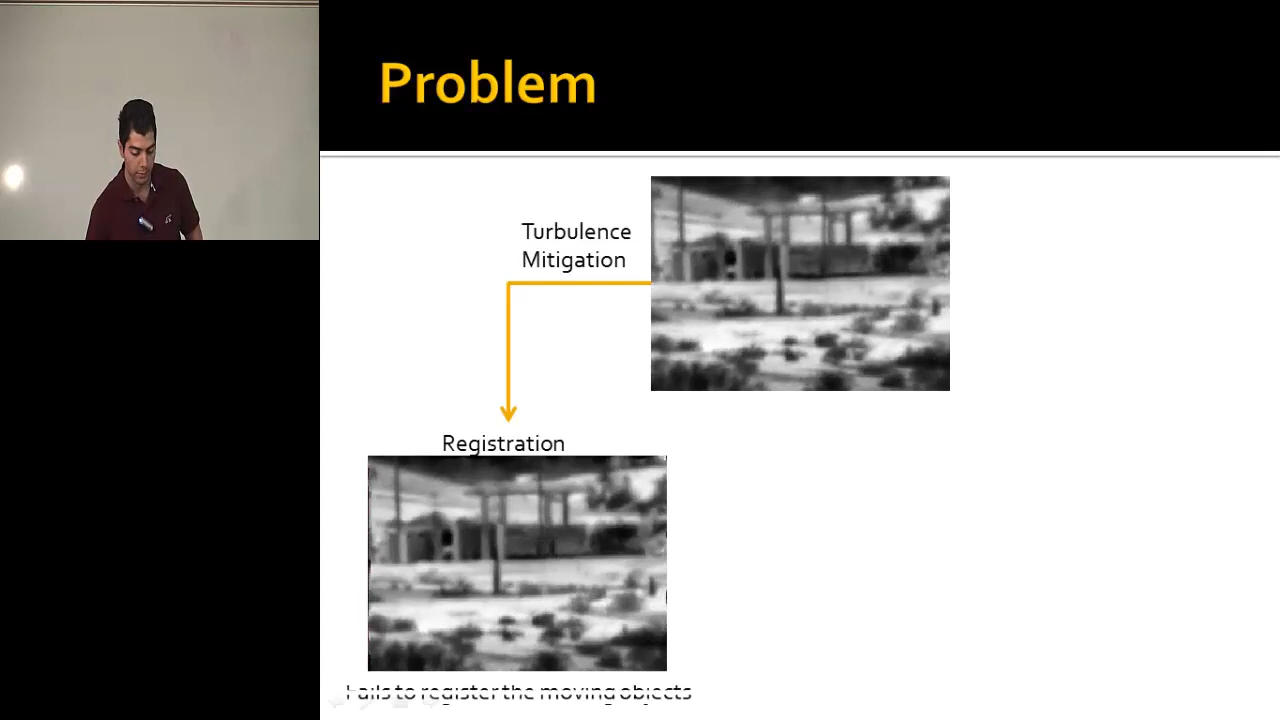 Problem
Turbulence
Mitigation
Registration
Fails to register the moving objects